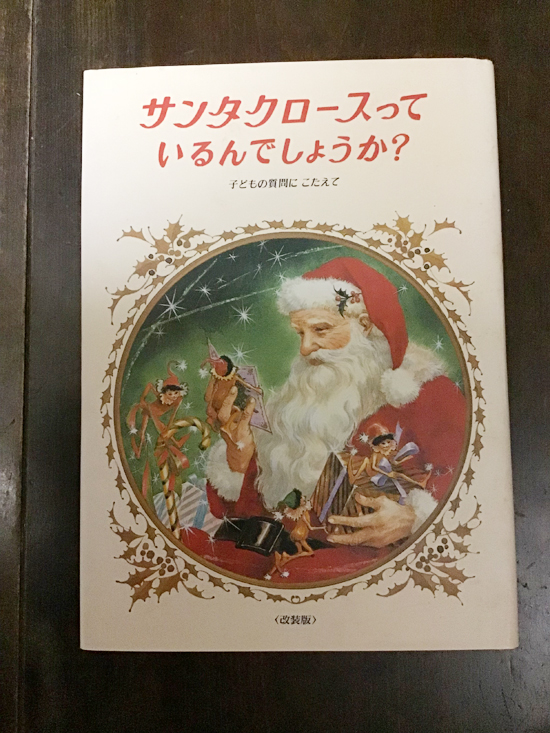 サンタクロースって
いるんでしょうか?
子どもの質問に こたえて
〈改装版〉